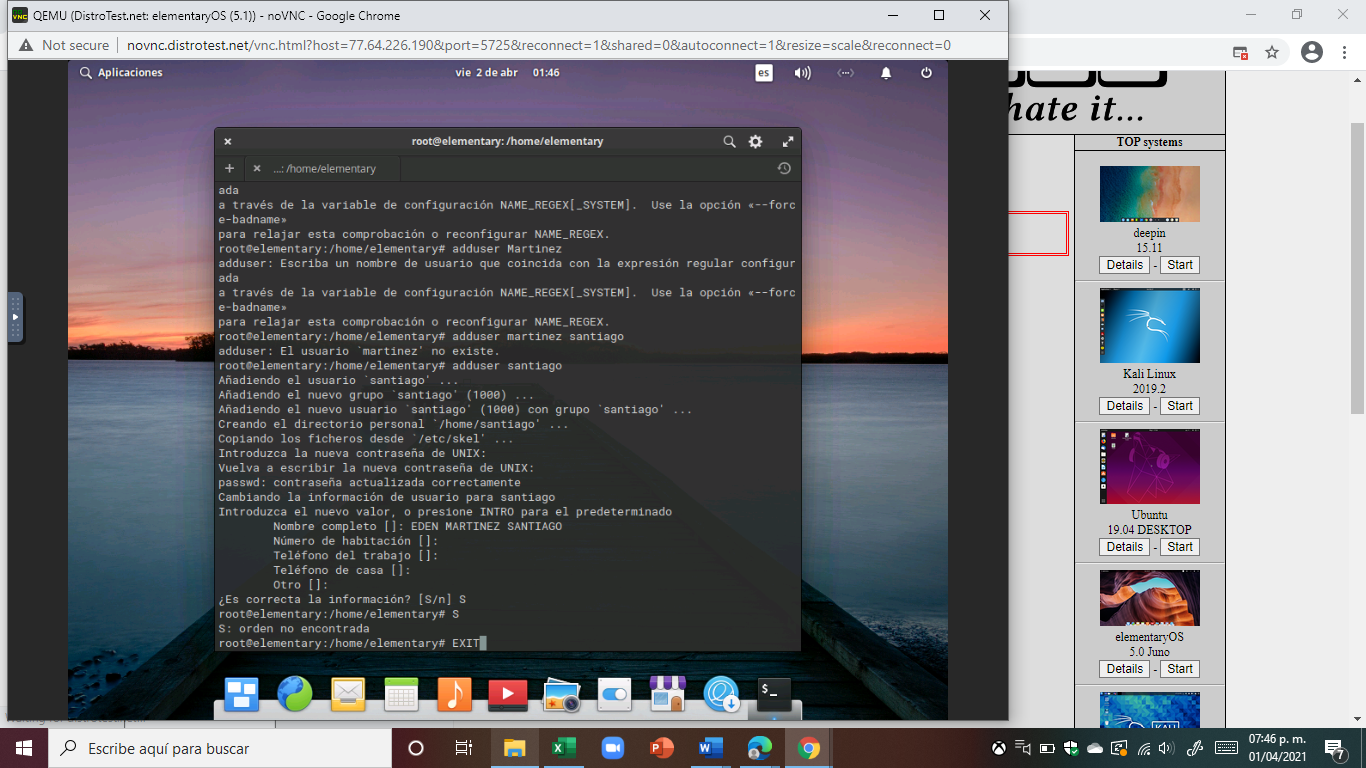 QEMU (DistroTest.net: elementaryOS (5.1)) - noVNC - Google Chrome
Not secure
novnc.distrotest.net/vnc.html?host=77.64.226.190&port=5725&reconnect=1&shared=0&autoconnect=1&resize=scale&reconnect=0
Aplicaciones
vie 2 de abr 01:46
es
root@elementary: /home/elementary
...: /home/elementary
ada
a través de la variable de configuración NAME_REGEX[_SYSTEM]. Use la opción «--forc
e-badname»
para relajar esta comprobación o reconfigurar NAME_REGEX.
root@elementary:/home/elementary# adduser Martinez
adduser: Escriba un nombre de usuario que coincida con la expresión regular configur
ada
a través de la variable de configuración NAME_REGEX[_SYSTEM]. Use la opción «--forc
e-badname»
para relajar esta comprobación o reconfigurar NAME_REGEX.
root@elementary:/home/elementary# adduser martinez santiago
adduser: El usuario `martinez' no existe.
root@elementary:/home/elementary# adduser santiago
Añadiendo el usuario `santiago' ...
Añadiendo el nuevo grupo `santiago' (1000) ...
Añadiendo el nuevo usuario `santiago' (1000) con grupo `santiago' ...
Creando el directorio personal `/home/santiago' ...
Copiando los ficheros desde `/etc/skel' ...
Introduzca la nueva contraseña de UNIX:
Vuelva a escribir la nueva contraseña de UNIX:
passwd: contraseña actualizada correctamente
Cambiando la información de usuario para santiago
Introduzca el nuevo valor, o presione INTRO para el predeterminado
Nombre completo []: EDEN MARTINEZ SANTIAGO
Número de habitación []:
Teléfono del trabajo []:
Teléfono de casa []:
Otro []:
¿Es correcta la información? [S/n] S
root@elementary:/home/elementary# S
S: orden no encontrada
root@elementary:/home/elementary# EXIT
hate it...
TOP systems
deepin
15.11
Details - Start
Kali Linux
2019.2
Details - Start
Ubuntu
19.04 DESKTOP
Details - Start
elementaryOS
5.0 Juno
Details - Start
KALI
Escribe aquí para buscar
07:46 p. m.
01/04/2021
7